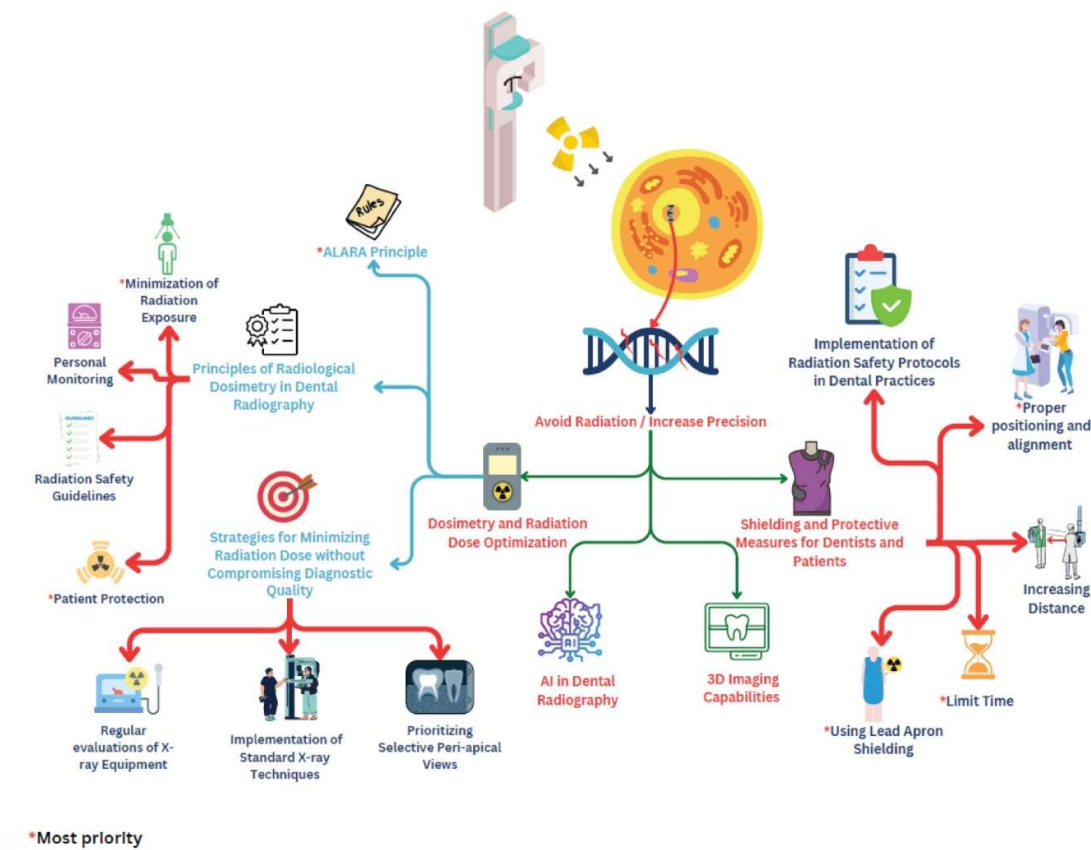 Rules
*ALARA Principle
*Minimization of
Radiation
Exposure
Personal
Monitoring
Principles of Radiological
Dosimetry in Dental
Radiography
GUIDELINES
Radiation Safety
Guidelines
*Patient Protection
Strategies for Minimizing
Radiation Dose without
Compromising Diagnostic
Quality
Regular
evaluations of X-
ray Equipment
Implementation of
Standard X-ray
Techniques
Prioritizing
Selective Peri-apical
Views
Avoid Radiation / Increase Precision
Dosimetry and Radiation
Dose Optimization
Shielding and Protective
Measures for Dentists and
Patients
AI
AI in Dental
Radiography
3D Imaging
Capabilities
Implementation of
Radiation Safety Protocols
in Dental Practices
*Proper
positioning and
alignment
Increasing
Distance
*Limit Time
*Using Lead Apron
Shielding
*Most priority